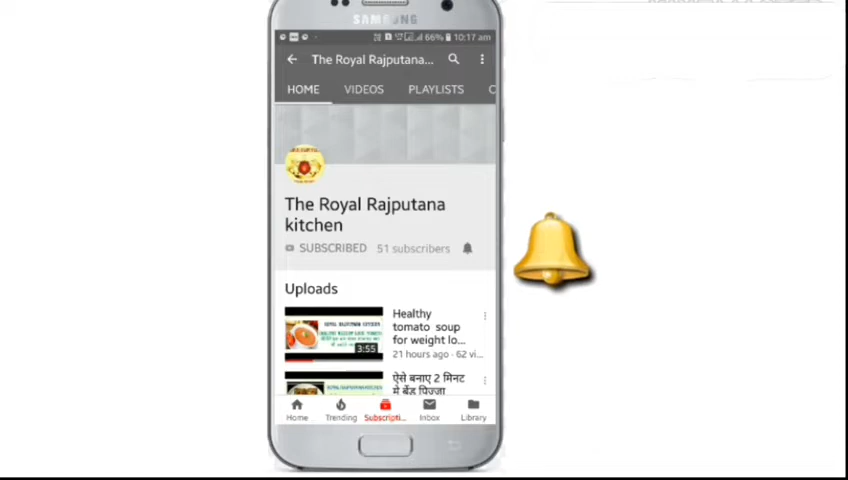 SAMSUNG
66% 10:17 am
The Royal Rajputana...
HOME VIDEOS PLAYLISTS C
The Royal Rajputana
kitchen
SUBSCRIBED 51 subscribers
Uploads
Healthy
tomato soup
for weight lo...
3:55
21 hours ago · 62 vi...
ऐसे बनाए 2 मिनट
मे ब्रेड पिज्जा
Home Trending Subscripti... Inbox Library